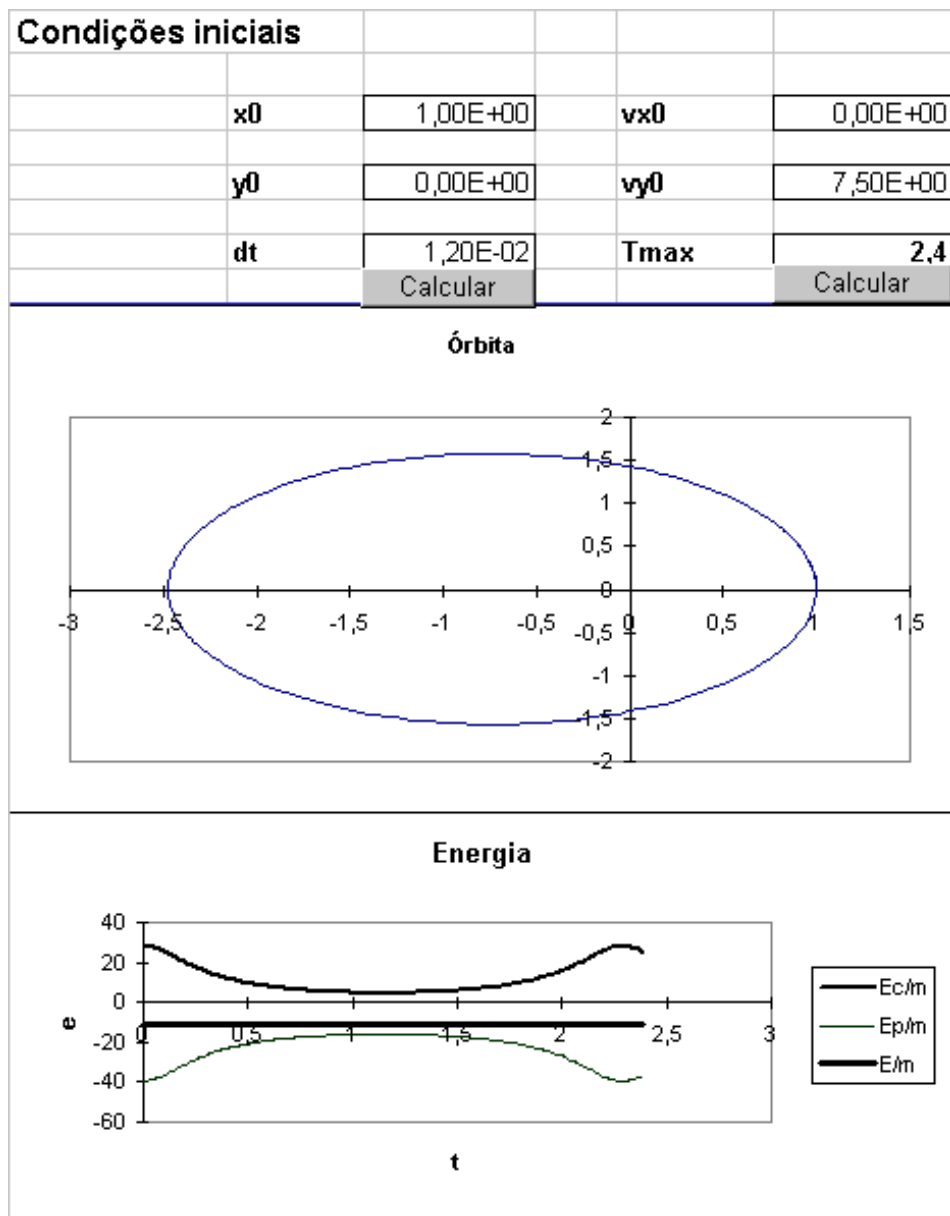 Condições iniciais
x0 1,00E+00 vx0 0,00E+00
y0 0,00E+00 vy0 7,50E+00
dt 1,20E-02 Tmax 2,4
Calcular Calcular
Órbita
2
1,5
1
0,5
0
-3 -2,5 -2 -1,5 -1 -0,5 0 0,5 1 1,5
-0,5
-1
-1,5
-2
Energia
40
20
0
0 0,5 1 1,5 2 2,5 3
-20
-40
-60
e
t
Ec/m
Ep/m
E/m